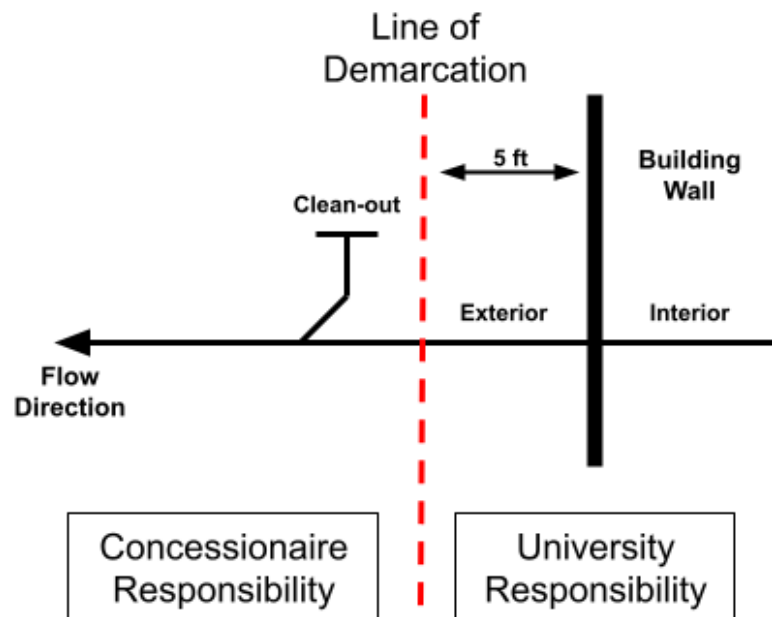 Line of
Demarcation
5 ft
Building
Wall
Clean-out
Exterior
Interior
Flow
Direction
Concessionaire
Responsibility
University
Responsibility